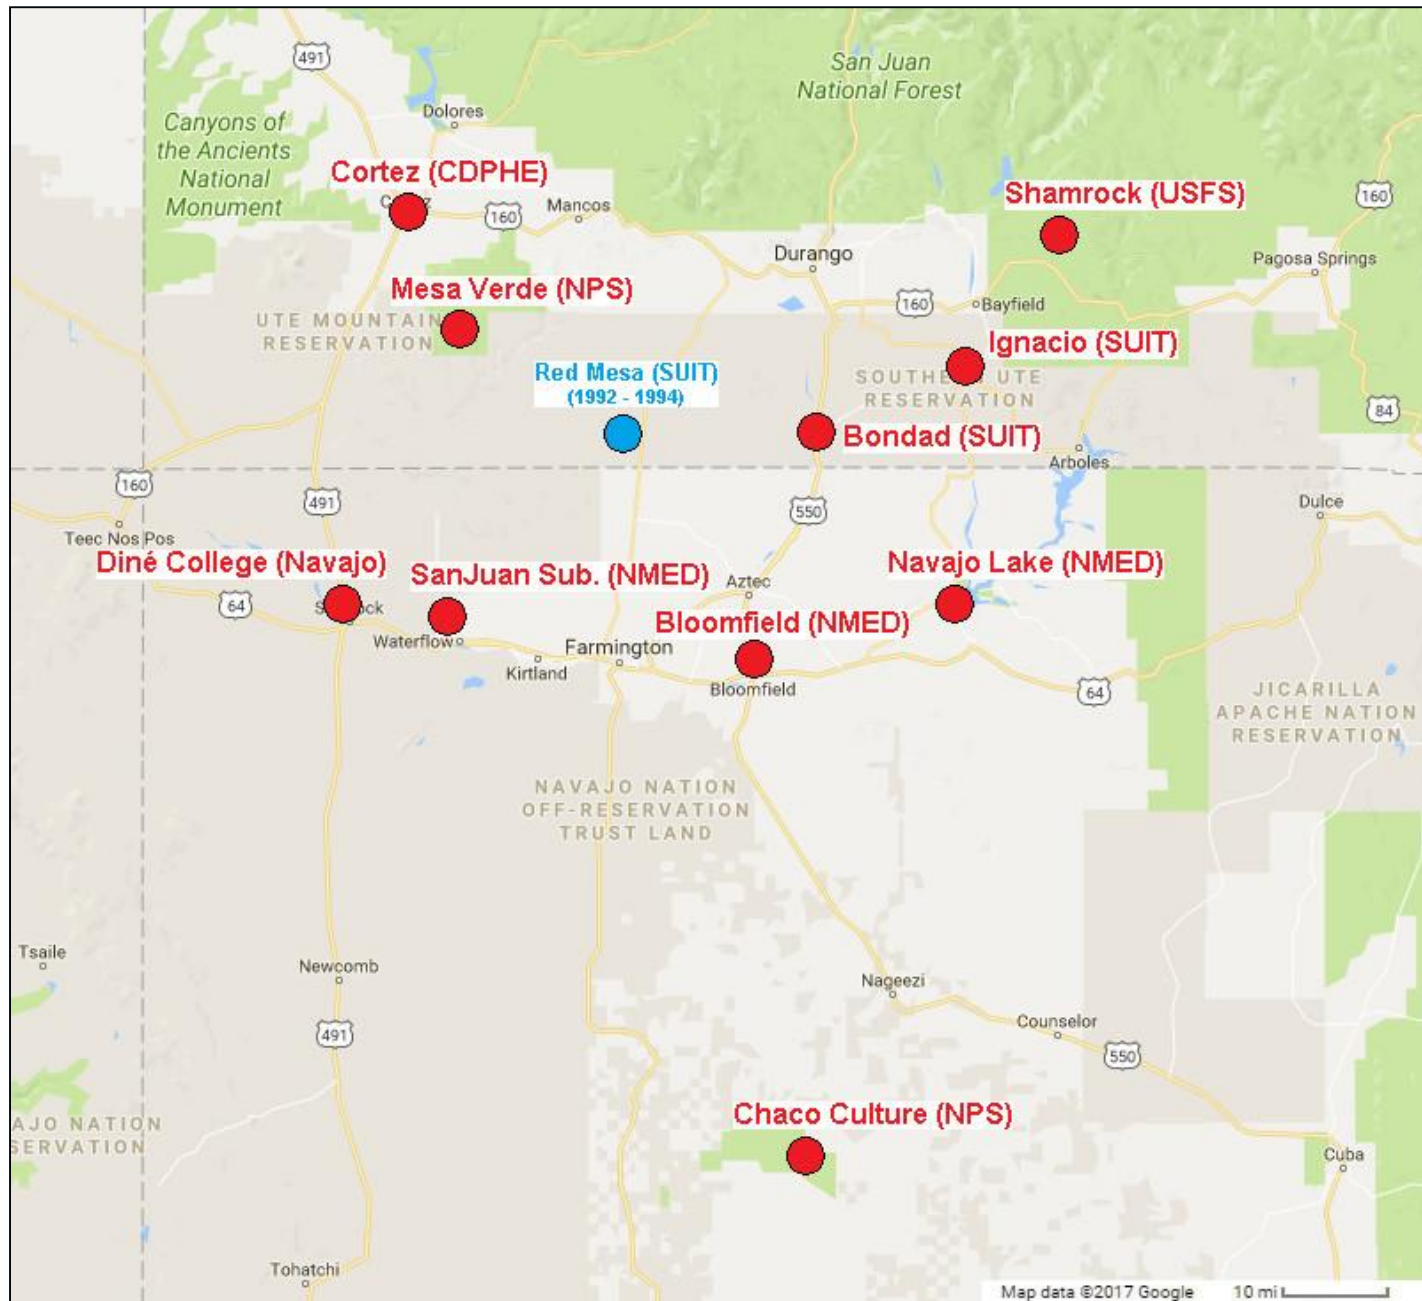 491
San Juan
National Forest
Canyons of
the Ancients
National
Monument
Dolores
Cortez (CDPHE)
160
Mancos
Shamrock (USFS)
160
Durango
Pagosa Springs
Mesa Verde (NPS)
160
Bayfield
UTE MOUNTAIN
RESERVATION
Ignacio (SUIT)
Red Mesa (SUIT)
(1992 - 1994)
SOUTHERN UTE
RESERVATION
84
Bondad (SUIT)
Arboles
160
491
550
Dulce
Teec Nos Pos
Diné College (Navajo)
SanJuan Sub. (NMED)
Navajo Lake (NMED)
Aztec
64
Bloomfield (NMED)
Waterflow
Farmington
Kirtland
Bloomfield
64
JICARILLA
APACHE NATION
RESERVATION
NAVAJO NATION
OFF-RESERVATION
TRUST LAND
Tsaile
Newcomb
Nageezi
Counselor
491
550
Chaco Culture (NPS)
AJO NATION
SERVATION
Cuba
Tohatchi
Map data ©2017 Google
10 mi